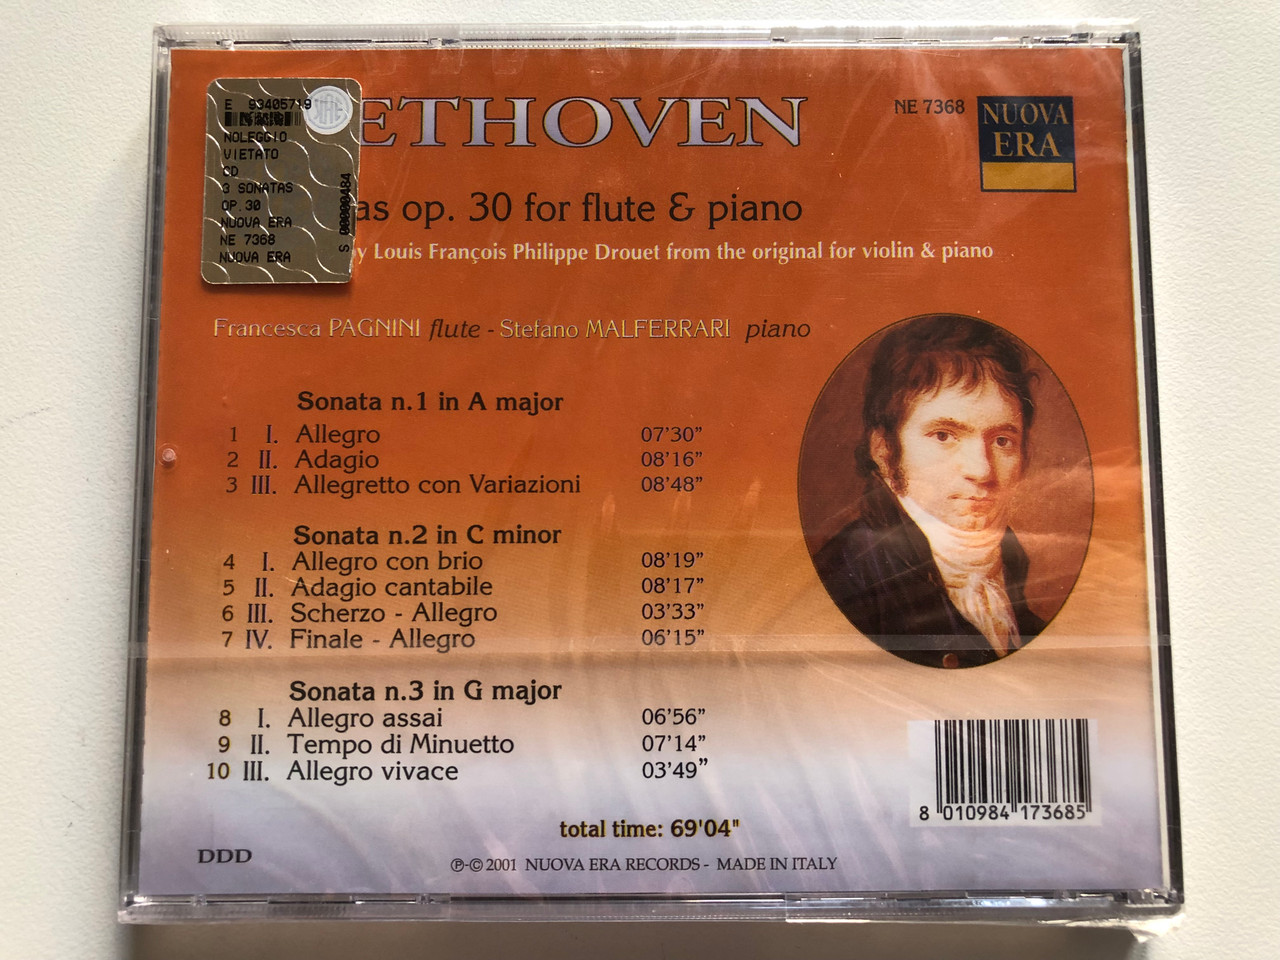 E 93405719
NOLEGGIO
VIETATO
CD
3 SONATAS
OP.30
NUOVA ERA
NE 7368
NUOVA ERA
S 00000484
ETHOVEN
NE 7368
NUOVA
ERA
as op. 30 for flute & piano
by Louis François Philippe Drouet from the original for violin & piano
Francesca PAGNINI flute - Stefano MALFERRARI piano
Sonata n.1 in A major
1 I. Allegro 07'30"
2 II. Adagio 08'16"
3 III. Allegretto con Variazioni 08'48"
Sonata n.2 in C minor
4 I. Allegro con brio 08'19"
5 II. Adagio cantabile 08'17"
6 III. Scherzo - Allegro 03'33"
7 IV. Finale - Allegro 06'15"
Sonata n.3 in G major
8 I. Allegro assai 06'56"
9 II. Tempo di Minuetto 07'14"
10 III. Allegro vivace 03'49"
8 010984 173685
total time: 69'04"
DDD
℗-© 2001 NUOVA ERA RECORDS - MADE IN ITALY